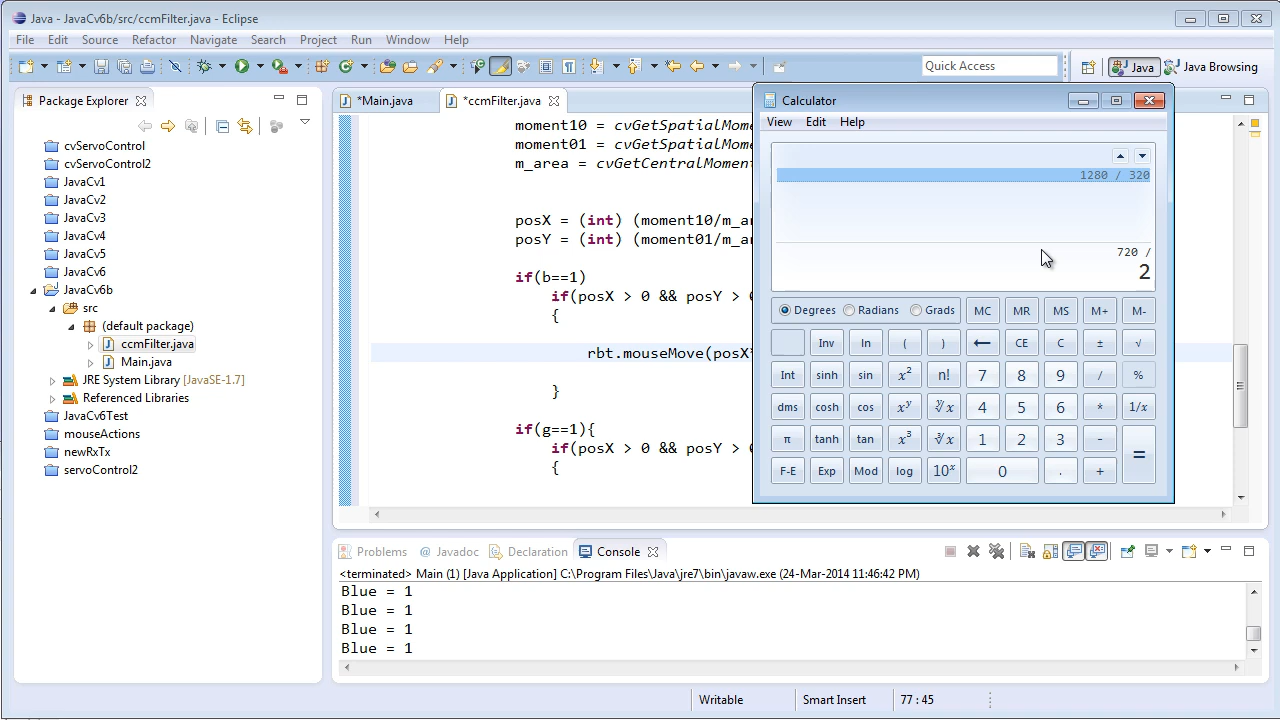 Java - JavaCv6b/src/ccmFilter.java - Eclipse
File Edit Source Refactor Navigate Search Project Run Window Help
Quick Access
Java
Java Browsing
Package Explorer
cvServoControl
cvServoControl2
JavaCv1
JavaCv2
JavaCv3
JavaCv4
JavaCv5
JavaCv6
JavaCv6b
src
(default package)
ccmFilter.java
Main.java
JRE System Library [JavaSE-1.7]
Referenced Libraries
JavaCv6Test
mouseActions
newRxTx
servoControl2
*Main.java
*ccmFilter.java
moment10 = cvGetSpatialMome
moment01 = cvGetSpatialMome
m_area = cvGetCentralMoment
posX = (int) (moment10/m_ar
posY = (int) (moment01/m_ar
if(b==1)
if(posX > 0 && posY > 0
{
rbt.mouseMove(posX*
}
if(g==1){
if(posX > 0 && posY > 0
{
Calculator
View Edit Help
1280 / 320
720 /
2
Degrees Radians Grads MC MR MS M+ M-
Inv ln ( ) ← CE C ± √
Int sinh sin x² n! 7 8 9 / %
dms cosh cos xʸ ʸ√x 4 5 6 * 1/x
π tanh tan x³ ³√x 1 2 3 - =
F-E Exp Mod log 10ˣ 0 . +
Problems @ Javadoc Declaration Console
<terminated> Main (1) [Java Application] C:\Program Files\Java\jre7\bin\javaw.exe (24-Mar-2014 11:46:42 PM)
Blue = 1
Blue = 1
Blue = 1
Blue = 1
Writable
Smart Insert
77 : 45